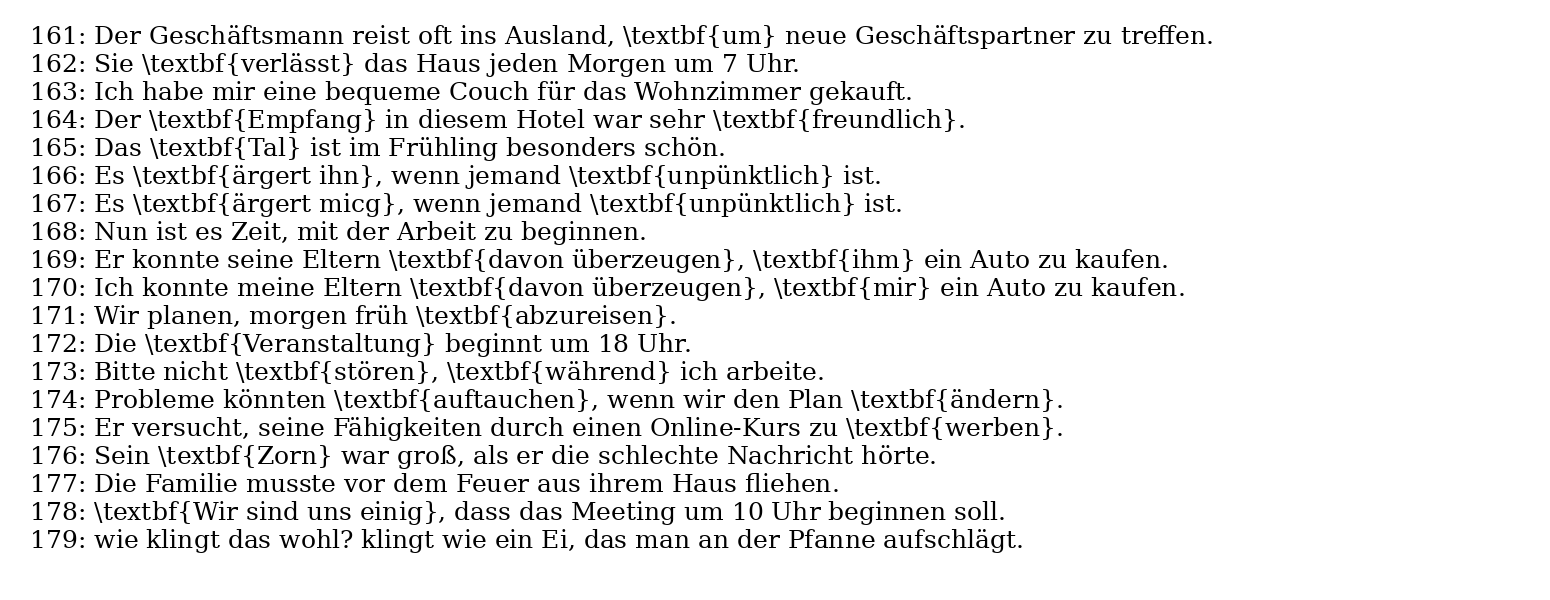 161: Der Geschäftsmann reist oft ins Ausland, \textbf{um} neue Geschäftspartner zu treffen.
162: Sie \textbf{verlässt} das Haus jeden Morgen um 7 Uhr.
163: Ich habe mir eine bequeme Couch für das Wohnzimmer gekauft.
164: Der \textbf{Empfang} in diesem Hotel war sehr \textbf{freundlich}.
165: Das \textbf{Tal} ist im Frühling besonders schön.
166: Es \textbf{ärgert ihn}, wenn jemand \textbf{unpünktlich} ist.
167: Es \textbf{ärgert micg}, wenn jemand \textbf{unpünktlich} ist.
168: Nun ist es Zeit, mit der Arbeit zu beginnen.
169: Er konnte seine Eltern \textbf{davon überzeugen}, \textbf{ihm} ein Auto zu kaufen.
170: Ich konnte meine Eltern \textbf{davon überzeugen}, \textbf{mir} ein Auto zu kaufen.
171: Wir planen, morgen früh \textbf{abzureisen}.
172: Die \textbf{Veranstaltung} beginnt um 18 Uhr.
173: Bitte nicht \textbf{stören}, \textbf{während} ich arbeite.
174: Probleme könnten \textbf{auftauchen}, wenn wir den Plan \textbf{ändern}.
175: Er versucht, seine Fähigkeiten durch einen Online-Kurs zu \textbf{werben}.
176: Sein \textbf{Zorn} war groß, als er die schlechte Nachricht hörte.
177: Die Familie musste vor dem Feuer aus ihrem Haus fliehen.
178: \textbf{Wir sind uns einig}, dass das Meeting um 10 Uhr beginnen soll.
179: wie klingt das wohl? klingt wie ein Ei, das man an der Pfanne aufschlägt.